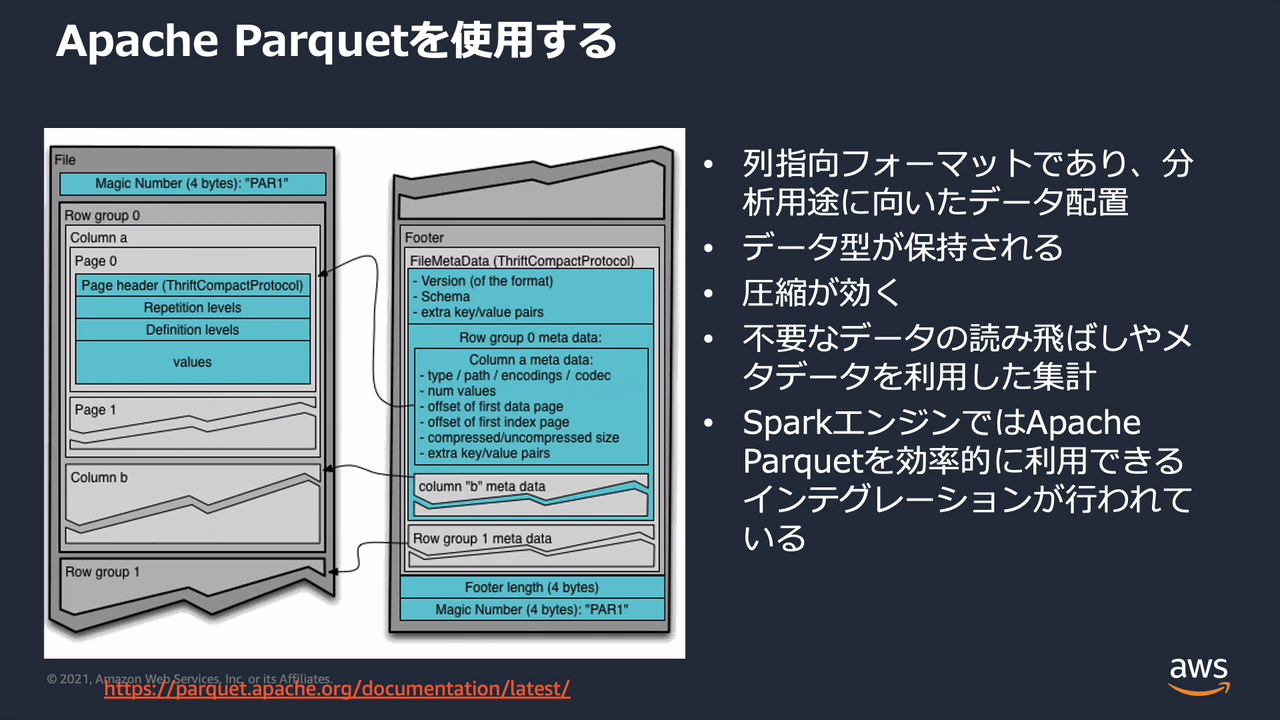 Apache Parquetを使用する
File
Magic Number (4 bytes): "PAR1"
Row group 0
Column a
Page 0
Page header (ThriftCompactProtocol)
Repetition levels
Definition levels
values
Page 1
Column b
Row group 1
Footer
FileMetaData (ThriftCompactProtocol)
- Version (of the format)
- Schema
- extra key/value pairs
Row group 0 meta data:
Column a meta data:
- type / path / encodings / codec
- num values
- offset of first data page
- offset of first index page
- compressed/uncompressed size
- extra key/value pairs
column "b" meta data
Row group 1 meta data
Footer length (4 bytes)
Magic Number (4 bytes): "PAR1"
• 列指向フォーマットであり、分
析用途に向いたデータ配置
• データ型が保持される
• 圧縮が効く
• 不要なデータの読み飛ばしやメ
タデータを利用した集計
• SparkエンジンではApache
Parquetを効率的に利用できる
インテグレーションが行われて
いる
© 2021, Amazon Web Services, Inc. or its Affiliates.
https://parquet.apache.org/documentation/latest/
aws